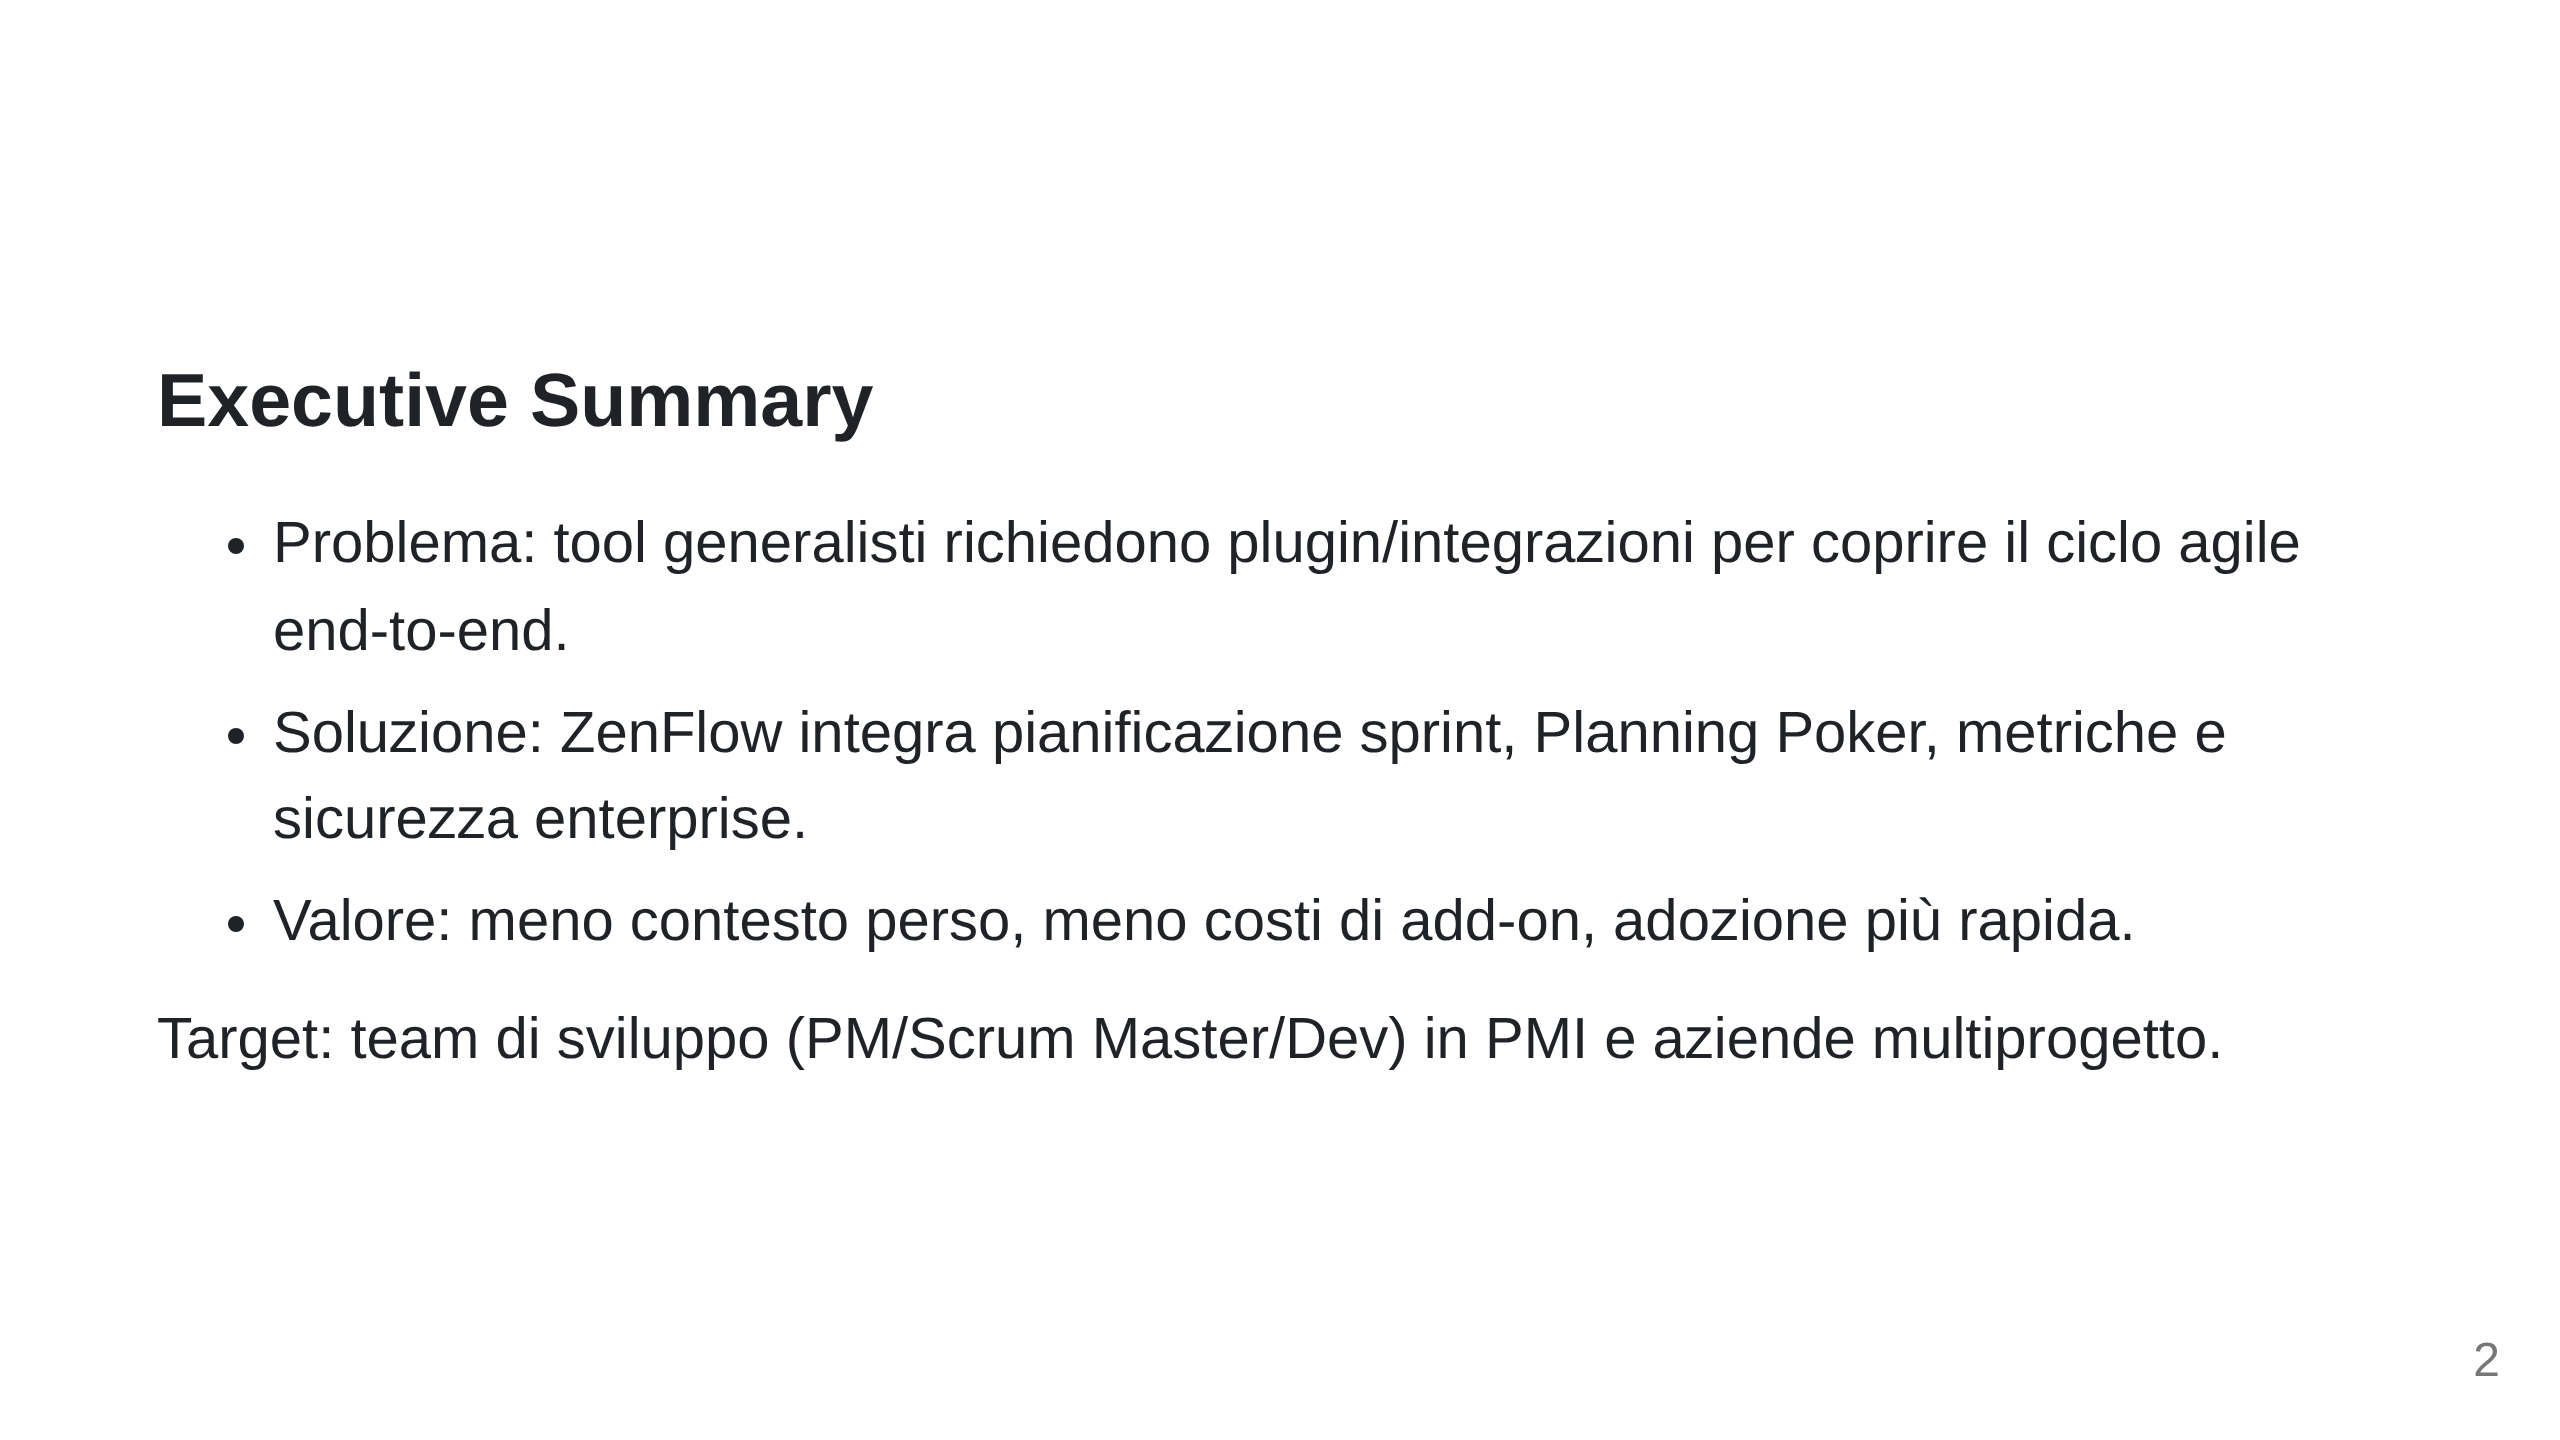 Executive Summary
• Problema: tool generalisti richiedono plugin/integrazioni per coprire il ciclo agile
end-to-end.
• Soluzione: ZenFlow integra pianificazione sprint, Planning Poker, metriche e
sicurezza enterprise.
• Valore: meno contesto perso, meno costi di add-on, adozione più rapida.
Target: team di sviluppo (PM/Scrum Master/Dev) in PMI e aziende multiprogetto.
2